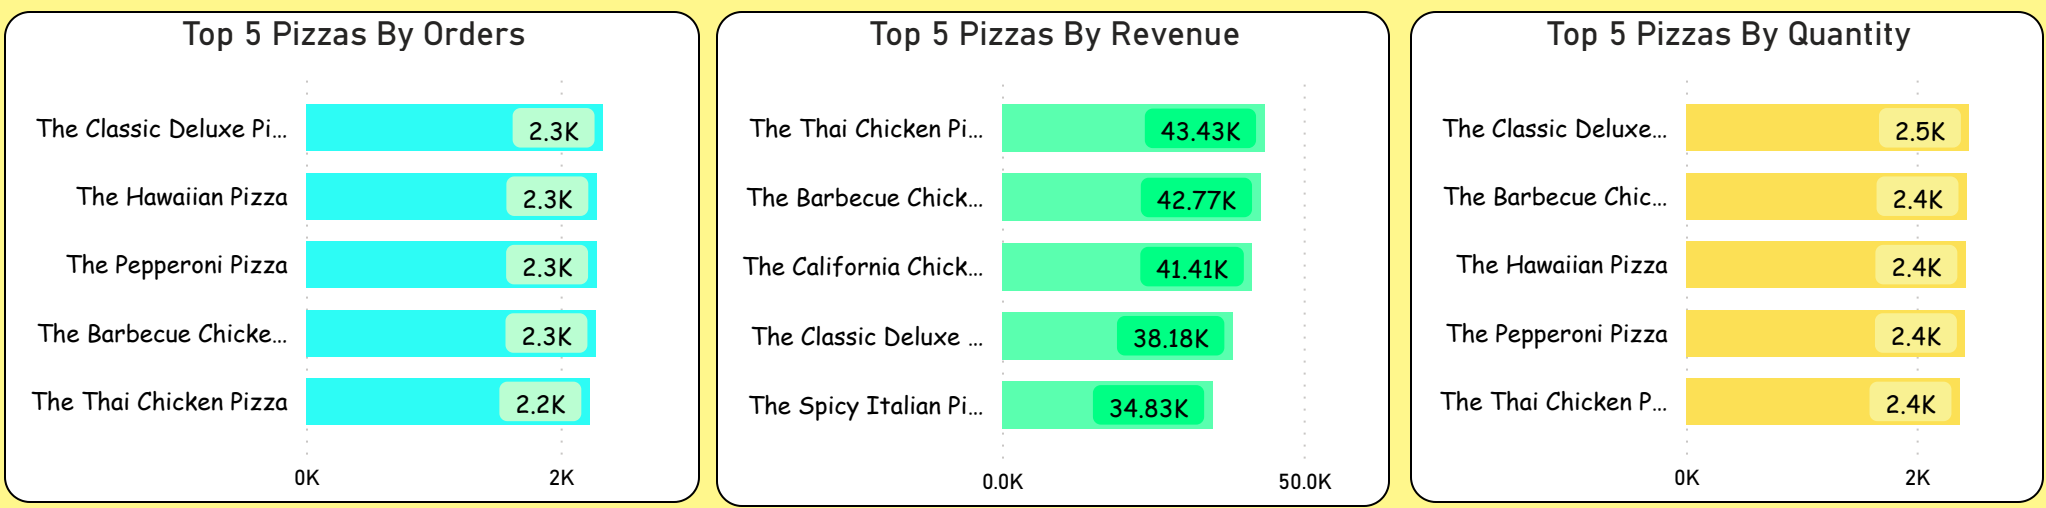 Top 5 Pizzas By Orders
The Classic Deluxe Pi...
2.3K
The Hawaiian Pizza
2.3K
The Pepperoni Pizza
2.3K
The Barbecue Chicke...
2.3K
The Thai Chicken Pizza
2.2K
0K
2K
Top 5 Pizzas By Revenue
The Thai Chicken Pi...
43.43K
The Barbecue Chick...
42.77K
The California Chick...
41.41K
The Classic Deluxe ...
38.18K
The Spicy Italian Pi...
34.83K
0.0K
50.0K
Top 5 Pizzas By Quantity
The Classic Deluxe...
2.5K
The Barbecue Chic...
2.4K
The Hawaiian Pizza
2.4K
The Pepperoni Pizza
2.4K
The Thai Chicken P...
2.4K
0K
2K